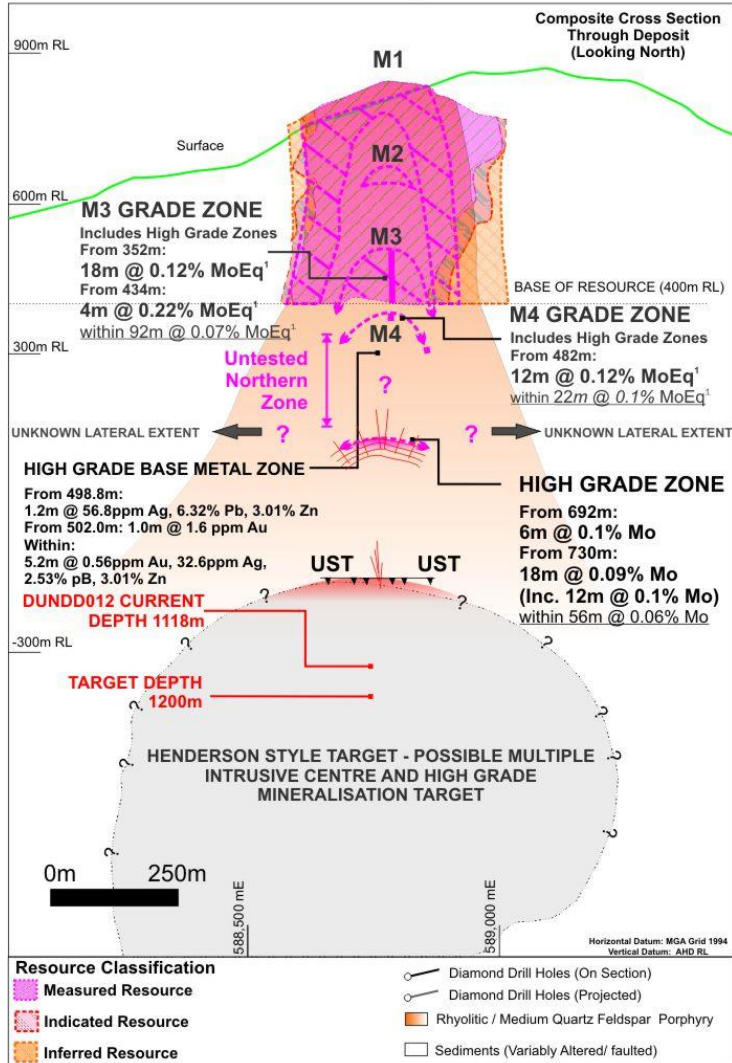 Composite Cross Section
Through Deposit
(Looking North)
900m RL
M1
Surface
M2
600m RL
M3 GRADE ZONE
Includes High Grade Zones
From 352m:
18m @ 0.12% MoEq¹
From 434m:
4m @ 0.22% MoEq¹
within 92m @ 0.07% MoEq¹
M3
BASE OF RESOURCE (400m RL)
M4
M4 GRADE ZONE
Includes High Grade Zones
From 482m:
12m @ 0.12% MoEq¹
within 22m @ 0.1% MoEq¹
300m RL
Untested
Northern
Zone
?
UNKNOWN LATERAL EXTENT
?
?
UNKNOWN LATERAL EXTENT
HIGH GRADE BASE METAL ZONE
From 498.8m:
1.2m @ 56.8ppm Ag, 6.32% Pb, 3.01% Zn
From 502.0m: 1.0m @ 1.6 ppm Au
Within:
5.2m @ 0.56ppm Au, 32.6ppm Ag,
2.53% pB, 3.01% Zn
HIGH GRADE ZONE
From 692m:
6m @ 0.1% Mo
From 730m:
18m @ 0.09% Mo
(Inc. 12m @ 0.1% Mo)
within 56m @ 0.06% Mo
UST UST
? ?
DUNDD012 CURRENT
DEPTH 1118m
? ?
-300m RL
TARGET DEPTH
1200m
? ?
HENDERSON STYLE TARGET - POSSIBLE MULTIPLE
INTRUSIVE CENTRE AND HIGH GRADE
MINERALISATION TARGET
? ?
?
0m 250m
588,500 mE
589,000 mE
Horizontal Datum: MGA Grid 1994
Vertical Datum: AHD RL
Resource Classification
Measured Resource
Indicated Resource
Inferred Resource
Diamond Drill Holes (On Section)
Diamond Drill Holes (Projected)
Rhyolitic / Medium Quartz Feldspar Porphyry
Sediments (Variably Altered/ faulted)